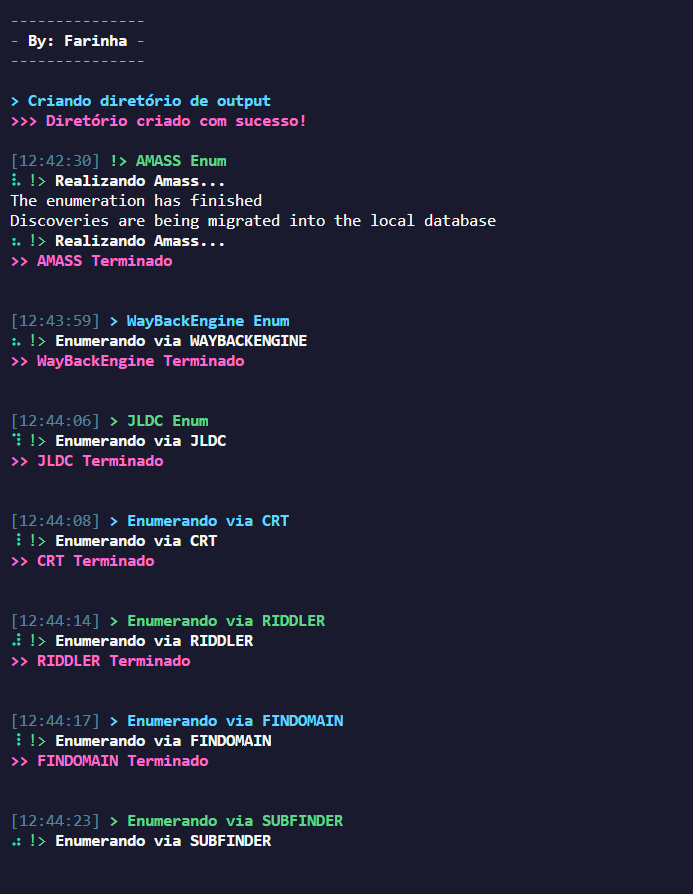 ---------------
- By: Farinha -
---------------
> Criando diretório de output
>>> Diretório criado com sucesso!
[12:42:30] !> AMASS Enum
⠧ !> Realizando Amass...
The enumeration has finished
Discoveries are being migrated into the local database
⠦ !> Realizando Amass...
>> AMASS Terminado
[12:43:59] > WayBackEngine Enum
⠦ !> Enumerando via WAYBACKENGINE
>> WayBackEngine Terminado
[12:44:06] > JLDC Enum
⠹ !> Enumerando via JLDC
>> JLDC Terminado
[12:44:08] > Enumerando via CRT
⠸ !> Enumerando via CRT
>> CRT Terminado
[12:44:14] > Enumerando via RIDDLER
⠼ !> Enumerando via RIDDLER
>> RIDDLER Terminado
[12:44:17] > Enumerando via FINDOMAIN
⠸ !> Enumerando via FINDOMAIN
>> FINDOMAIN Terminado
[12:44:23] > Enumerando via SUBFINDER
⠴ !> Enumerando via SUBFINDER